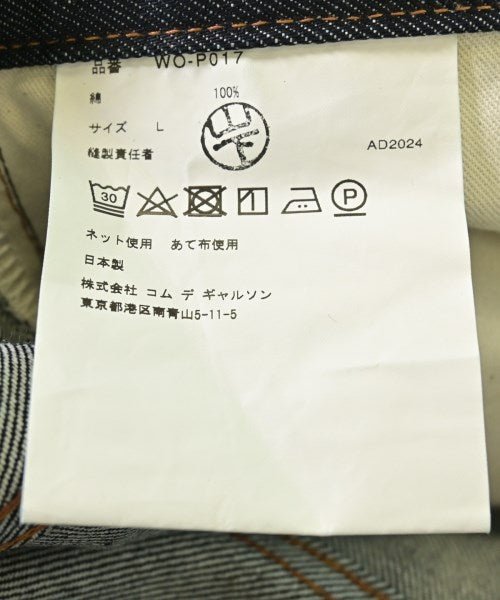 品番 WO-P017
綿 100%
サイズ L
縫製責任者 山下 AD2024
30 P
ネット使用 あて布使用
日本製
株式会社 コム デ ギャルソン
東京都港区南青山5-11-5